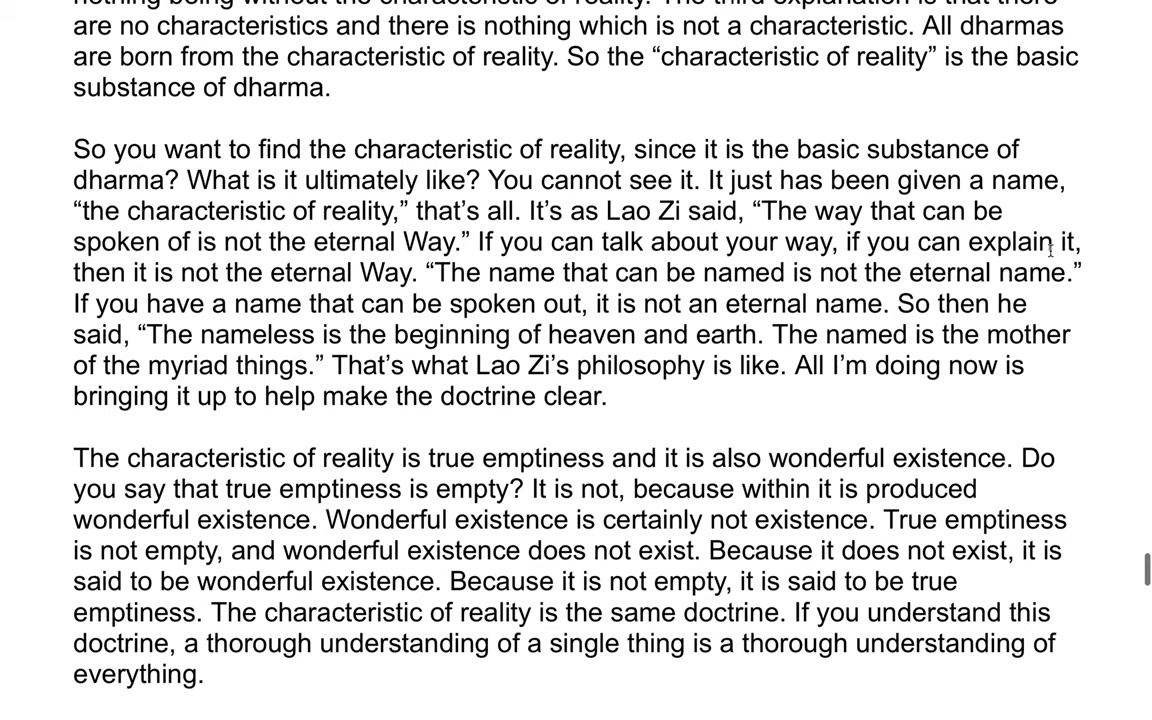 nothing being without the characteristic of reality. The third explanation is that there
are no characteristics and there is nothing which is not a characteristic. All dharmas
are born from the characteristic of reality. So the “characteristic of reality” is the basic
substance of dharma.
So you want to find the characteristic of reality, since it is the basic substance of
dharma? What is it ultimately like? You cannot see it. It just has been given a name,
“the characteristic of reality,” that’s all. It’s as Lao Zi said, “The way that can be
spoken of is not the eternal Way.” If you can talk about your way, if you can explain it,
then it is not the eternal Way. “The name that can be named is not the eternal name.”
If you have a name that can be spoken out, it is not an eternal name. So then he
said, “The nameless is the beginning of heaven and earth. The named is the mother
of the myriad things.” That’s what Lao Zi’s philosophy is like. All I’m doing now is
bringing it up to help make the doctrine clear.
The characteristic of reality is true emptiness and it is also wonderful existence. Do
you say that true emptiness is empty? It is not, because within it is produced
wonderful existence. Wonderful existence is certainly not existence. True emptiness
is not empty, and wonderful existence does not exist. Because it does not exist, it is
said to be wonderful existence. Because it is not empty, it is said to be true
emptiness. The characteristic of reality is the same doctrine. If you understand this
doctrine, a thorough understanding of a single thing is a thorough understanding of
everything.